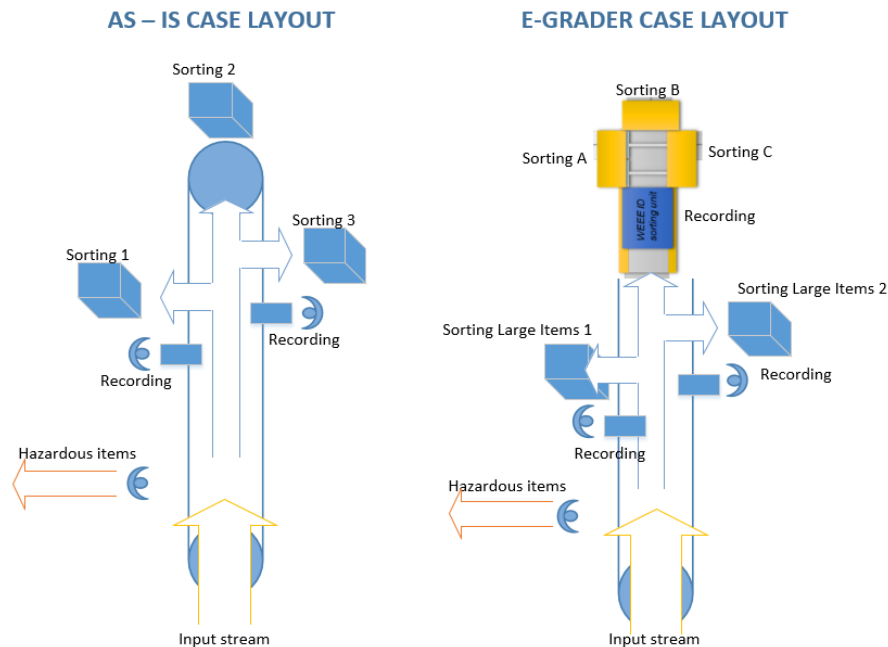 AS – IS CASE LAYOUT
Sorting 2
Sorting 3
Sorting 1
Recording
Recording
Hazardous items
Input stream
E-GRADER CASE LAYOUT
Sorting B
Sorting A
Sorting C
WEEE ID
sorting unit
Recording
Sorting Large Items 2
Sorting Large Items 1
Recording
Recording
Hazardous items
Input stream